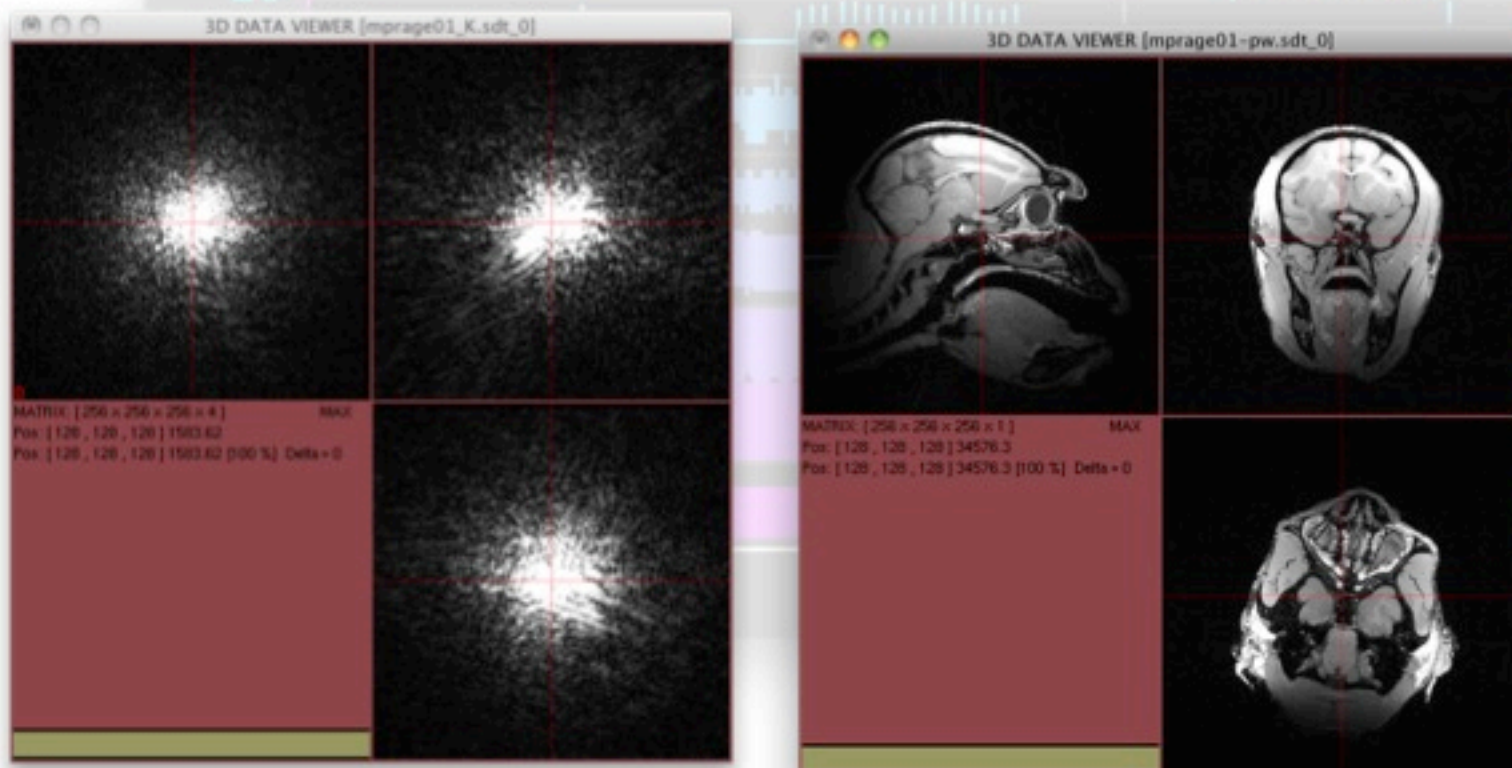 3D DATA VIEWER [mprage01_K.sdt_0]
MATRIX: [ 256 x 256 x 256 x 4 ] MAX
Pos: [ 128 , 128 , 128 ] 1583.62
Pos: [ 128 , 128 , 128 ] 1583.62 [100 %] Delta = 0
3D DATA VIEWER [mprage01-pw.sdt_0]
MATRIX: [ 256 x 256 x 256 x 1 ] MAX
Pos: [ 128 , 128 , 128 ] 34576.3
Pos: [ 128 , 128 , 128 ] 34576.3 [100 %] Delta = 0